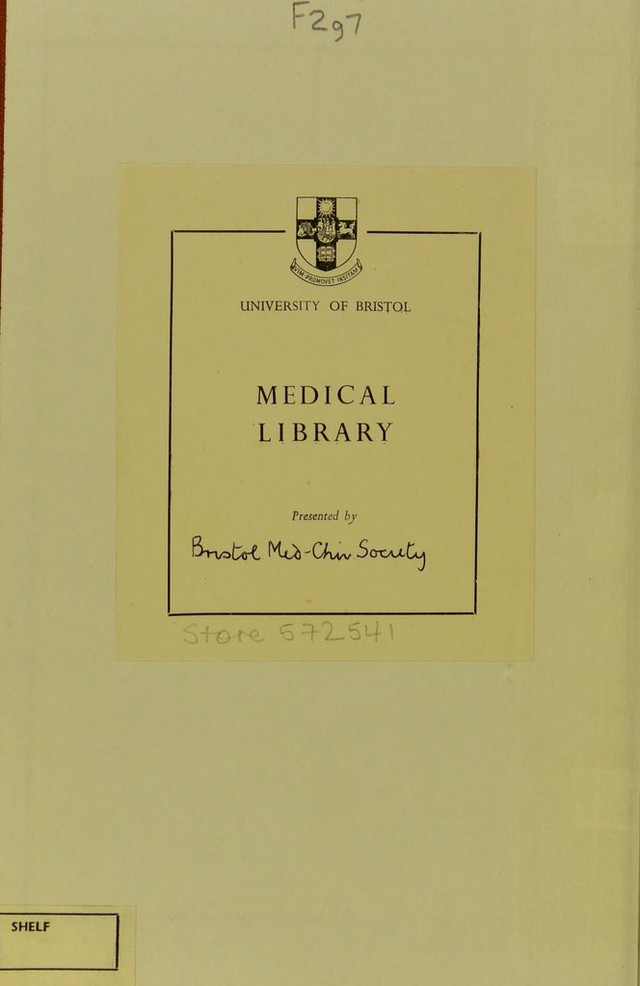 F297
VIM PROMOVET INSITAM
UNIVERSITY OF BRISTOL
MEDICAL
LIBRARY
Presented by
Bristol Med-Chir Society
Store 572541
SHELF